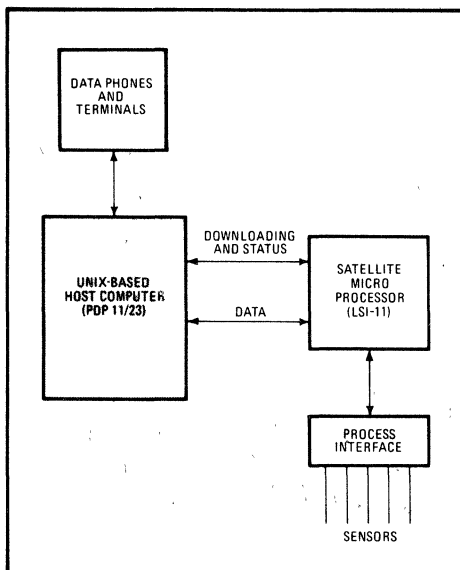 DATA PHONES
AND
TERMINALS
UNIX-BASED
HOST COMPUTER
(PDP 11/23)
DOWNLOADING
AND STATUS
DATA
SATELLITE
MICRO
PROCESSOR
(LSI-11)
PROCESS
INTERFACE
SENSORS